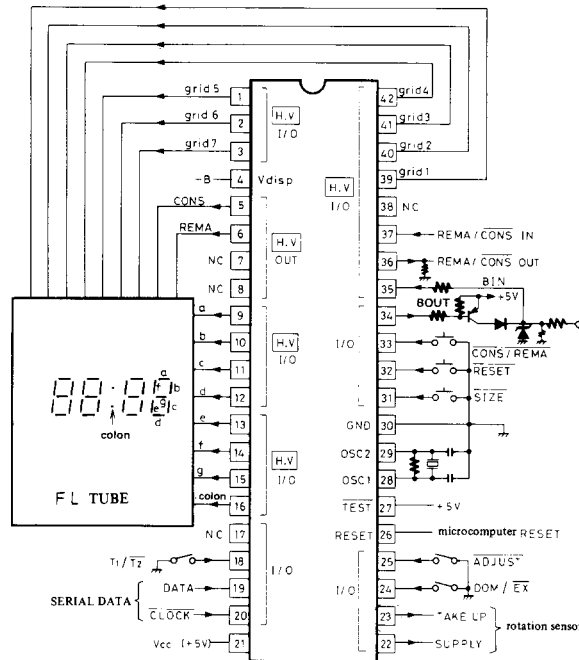 grid5 1 H.V I/O 42 grid4
grid6 2 41 grid3
grid7 3 40 grid2
-B 4 Vdisp 39 grid1
CONS 5 H.V I/O 38 NC
REMA 6 H.V OUT 37 REMA/CONS IN
NC 7 36 REMA/CONS OUT
NC 8 35 BIN
a 9 34 BOUT +5V
b 10 H.V I/O I/O 33 CONS/REMA
c 11 32 RESET
d 12 31 SIZE
e 13 GND 30
f 14 H.V I/O OSC2 29
g 15 OSC1 28
colon 16 TEST 27 +5V
NC 17 RESET 26 microcomputer RESET
T1/T2 18 I/O 25 ADJUST
SERIAL DATA
DATA 19 I/O 24 DOM/EX
CLOCK 20 23 TAKE UP
Vcc (+5V) 21 22 SUPPLY
rotation sensor
88:88
a
f b
g
e c
d
colon
FL TUBE